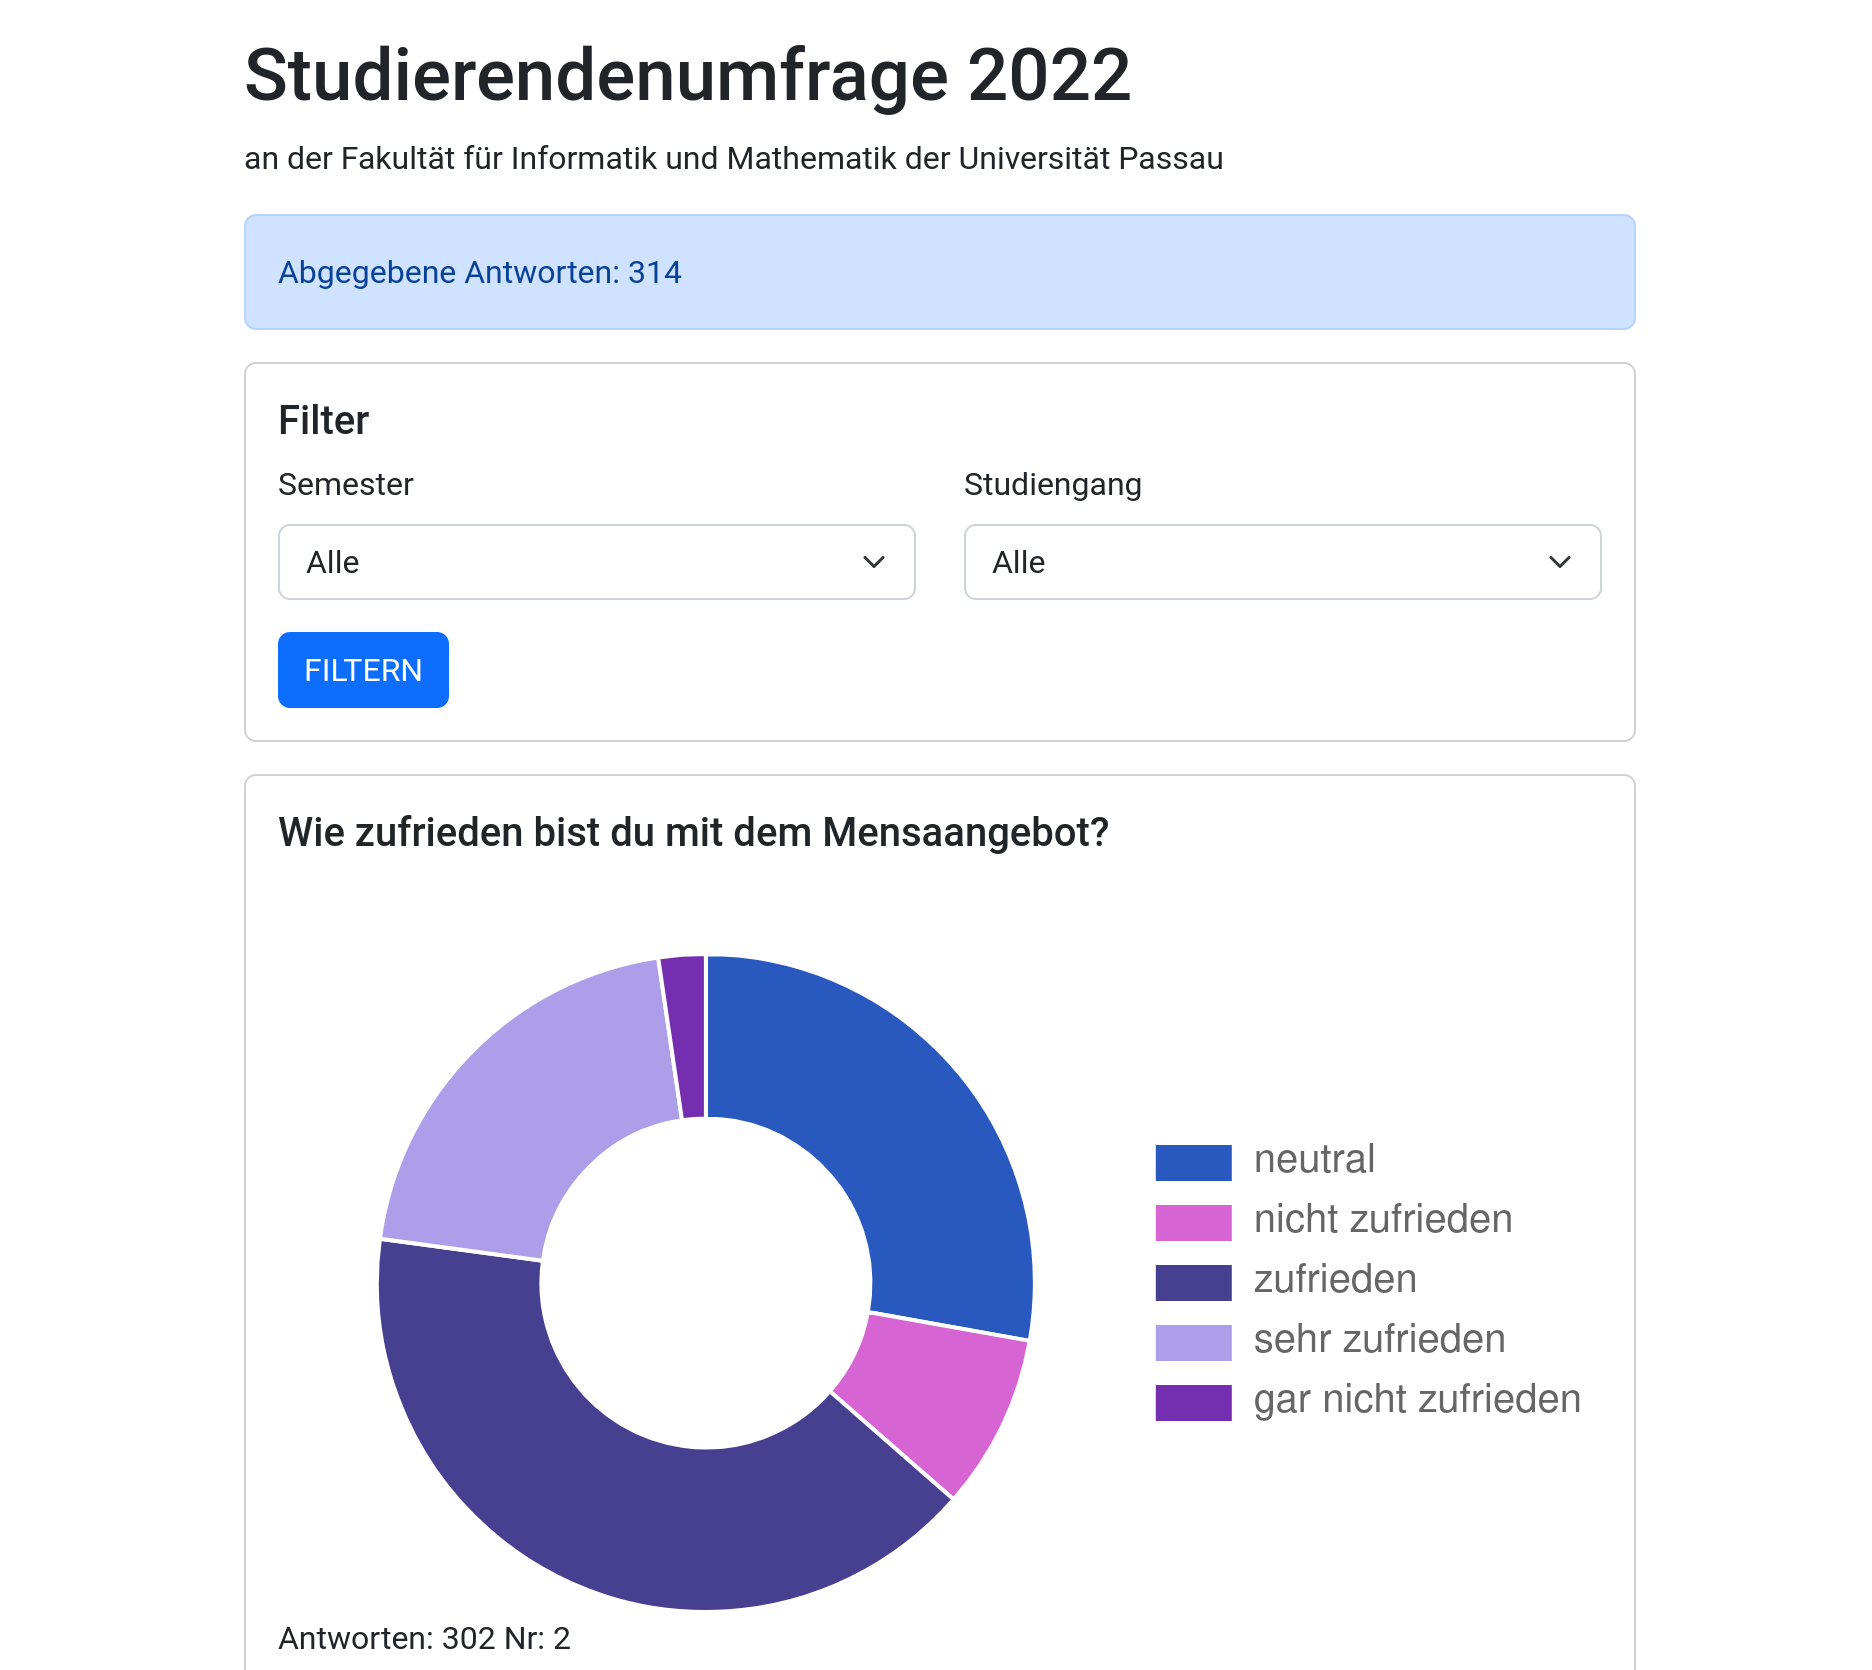 Studierendenumfrage 2022
an der Fakultät für Informatik und Mathematik der Universität Passau
Abgegebene Antworten: 314
Filter
Semester
Studiengang
Alle
Alle
FILTERN
Wie zufrieden bist du mit dem Mensaangebot?
neutral
nicht zufrieden
zufrieden
sehr zufrieden
gar nicht zufrieden
Antworten: 302 Nr: 2